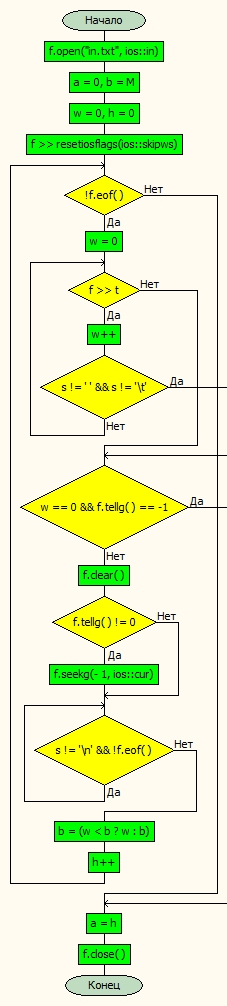 Начало
f.open("in.txt", ios::in)
a = 0, b = M
w = 0, h = 0
f >> resetiosflags(ios::skipws)
!f.eof()
Нет
Да
w = 0
f >> t
Нет
Да
w++
s != ' ' && s != '\t'
Да
Нет
w == 0 && f.tellg() == -1
Да
Нет
f.clear()
f.tellg() != 0
Нет
Да
f.seekg(- 1, ios::cur)
s != '\n' && !f.eof()
Нет
Да
b = (w < b ? w : b)
h++
a = h
f.close()
Конец